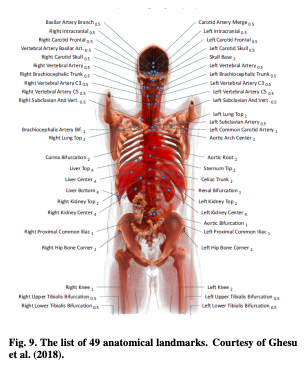 Basilar Artery Branch 0.5
Carotid Artery Merge 0.5
Right Intracranial 0.5
Left Intracranial 0.5
Right Carotid Frontal 0.5
Left Carotid Frontal 0.5
Vertebral Artery Basilar Art. 0.5
Left Carotid Skull 0.5
Right Carotid Skull 0.5
Skull Base 2
Right Vertebral Artery 0.5
Left Vertebral Artery 0.5
Right Brachiocephalic Trunk 0.5
Left Brachiocephalic Trunk 0.5
Right Vertebral Artery C3 0.5
Left Vertebral Artery C3 0.5
Right Vertebral Artery C5 0.5
Left Vertebral Artery C5 0.5
Right Subclavian And Vert. 0.5
Left Subclavian And Vert. 0.5
Left Lung Top 2
Left Subclavian Artery 0.5
Brachiocephalic Artery Bif. 1
Left Common Carotid Artery 1
Right Lung Top 2
Aortic Arch Center 2
Carina Bifurcation 2
Aortic Root 2
Liver Top 4
Sternum Tip 2
Liver Center 4
Celiac Trunk 2
Liver Bottom 4
Renal Bifurcation 1
Right Kidney Top 2
Left Kidney Top 2
Right Kidney Center 4
Left Kidney Center 4
Aortic Bifurcation 1
Right Proximal Common Iliac 1
Left Proximal Common Iliac 1
Right Hip Bone Corner 2
Left Hip Bone Corner 2
Right Knee 2
Left Knee 2
Right Upper Tibialis Bifurcation 0.5
Left Upper Tibialis Bifurcation 0.5
Right Lower Tibialis Bifurcation 0.5
Left Lower Tibialis Bifurcation 0.5
Fig. 9. The list of 49 anatomical landmarks. Courtesy of Ghesu
et al. (2018).